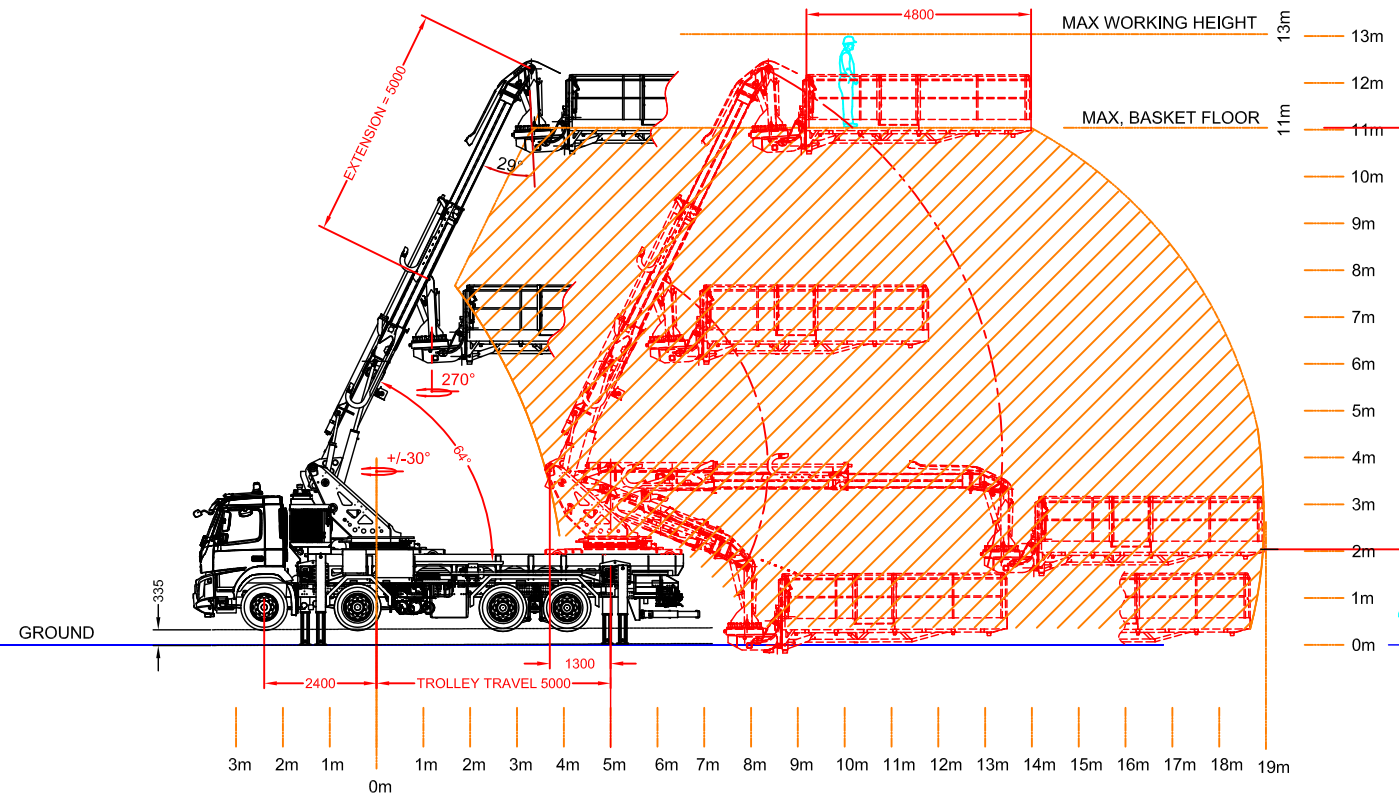 4800
MAX WORKING HEIGHT
13m
13m
12m
MAX, BASKET FLOOR
11m
11m
EXTENSION = 5000
29°
10m
9m
8m
7m
6m
270°
5m
64°
+/-30°
4m
3m
2m
1m
335
GROUND
0m
1300
2400
TROLLEY TRAVEL 5000
3m 2m 1m 0m 1m 2m 3m 4m 5m 6m 7m 8m 9m 10m 11m 12m 13m 14m 15m 16m 17m 18m 19m